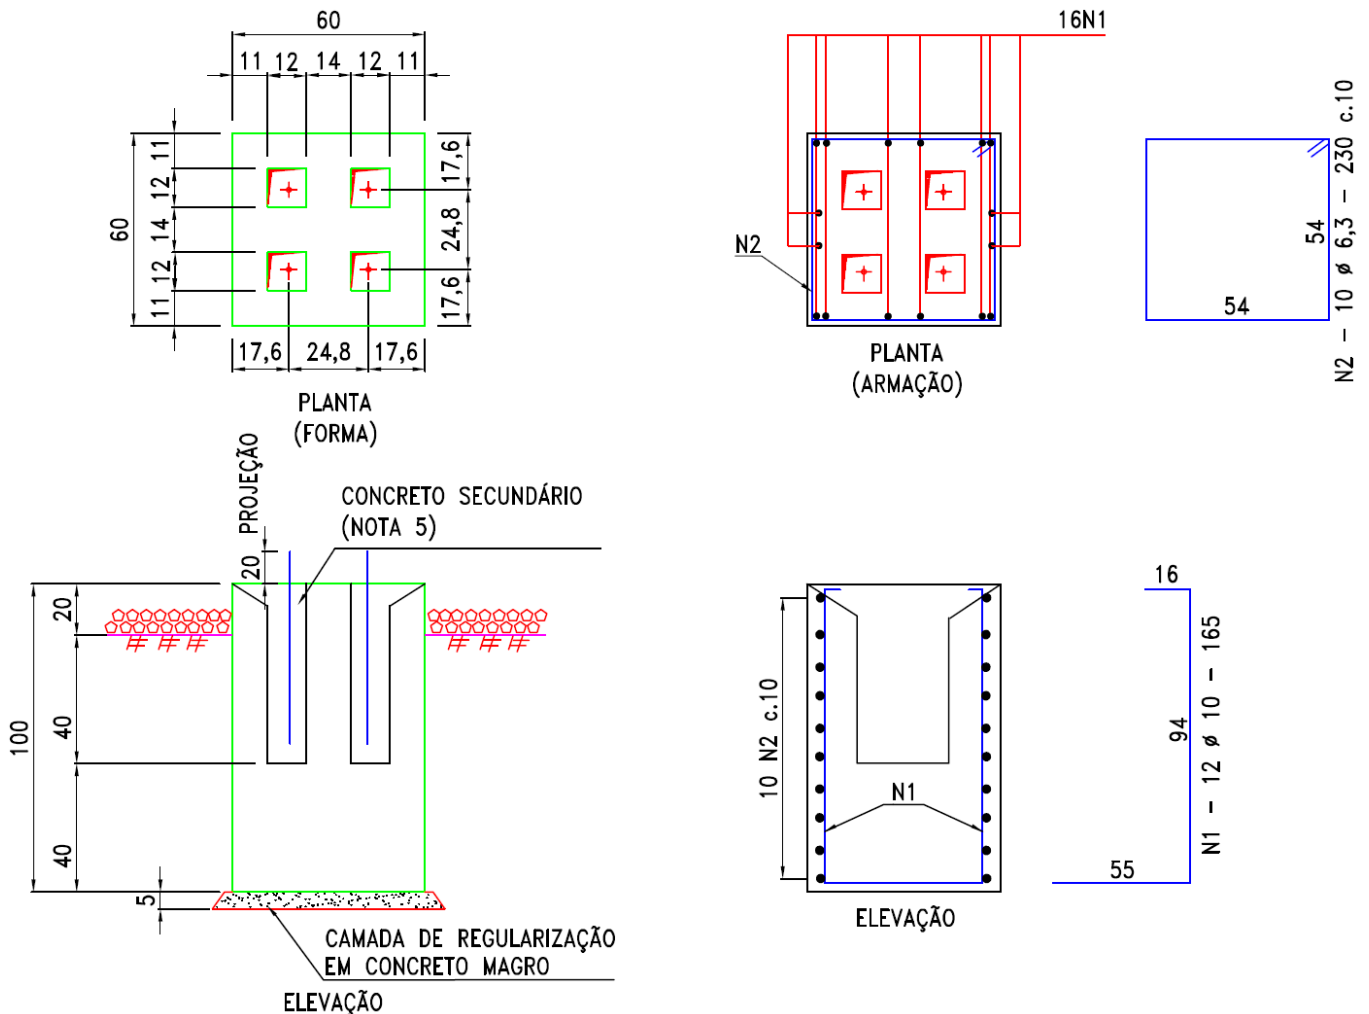 60
11 12 14 12 11
60
11
12
14
12
11
17,6
24,8
17,6
17,6 24,8 17,6
PLANTA
(FORMA)
16N1
N2
PLANTA
(ARMAÇÃO)
54
54
N2 - 10 ø 6,3 - 230 c.10
PROJEÇÃO
20
CONCRETO SECUNDÁRIO
(NOTA 5)
100
20
40
40
5
CAMADA DE REGULARIZAÇÃO
EM CONCRETO MAGRO
ELEVAÇÃO
10 N2 c.10
N1
ELEVAÇÃO
16
94
55
N1 - 12 ø 10 - 165